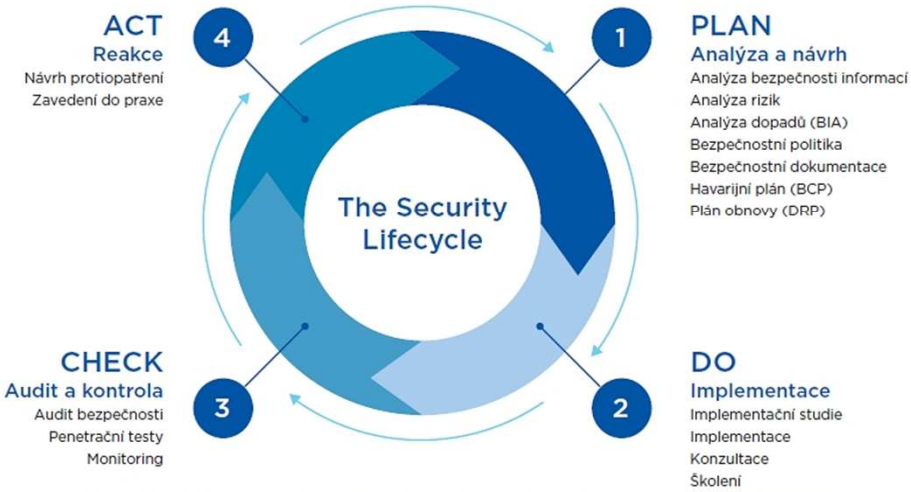 ACT
Reakce
Návrh protiopatření
Zavedení do praxe
4
1
PLAN
Analýza a návrh
Analýza bezpečnosti informací
Analýza rizik
Analýza dopadů (BIA)
Bezpečnostní politika
Bezpečnostní dokumentace
Havarijní plán (BCP)
Plán obnovy (DRP)
The Security
Lifecycle
CHECK
Audit a kontrola
Audit bezpečnosti
Penetrační testy
Monitoring
3
2
DO
Implementace
Implementační studie
Implementace
Konzultace
Školení